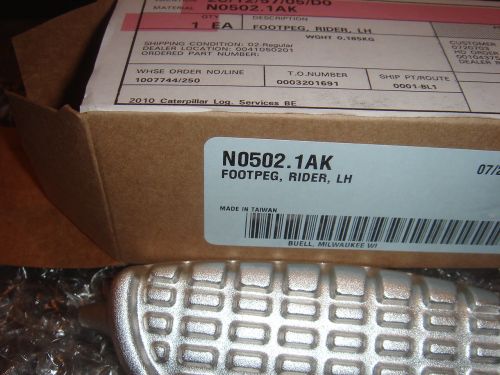 MATERIAL N0502.1AK
QTY DESCRIPTION
1 EA FOOTPEG, RIDER, LH
WGHT 0,185KG
SHIPPING CONDITION: 02-Regular
DEALER LOCATION: 0041050201
ORDERED PART NUMBER:
CUSTOMER
WHSE ORDER NO/LINE T.O.NUMBER SHIP PT/ROUTE
1007744/250 0003201691 0001-BL1
2010 Caterpillar Log. Services BE
N0502.1AK
FOOTPEG, RIDER, LH
MADE IN TAIWAN
BUELL, MILWAUKEE WI